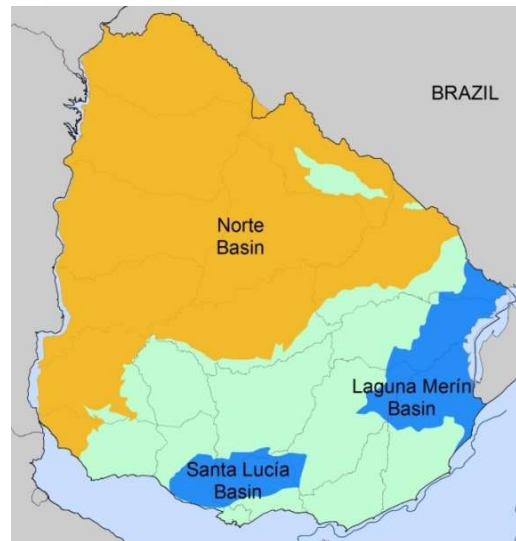 BRAZIL
Norte
Basin
Laguna Merín
Basin
Santa Lucía
Basin